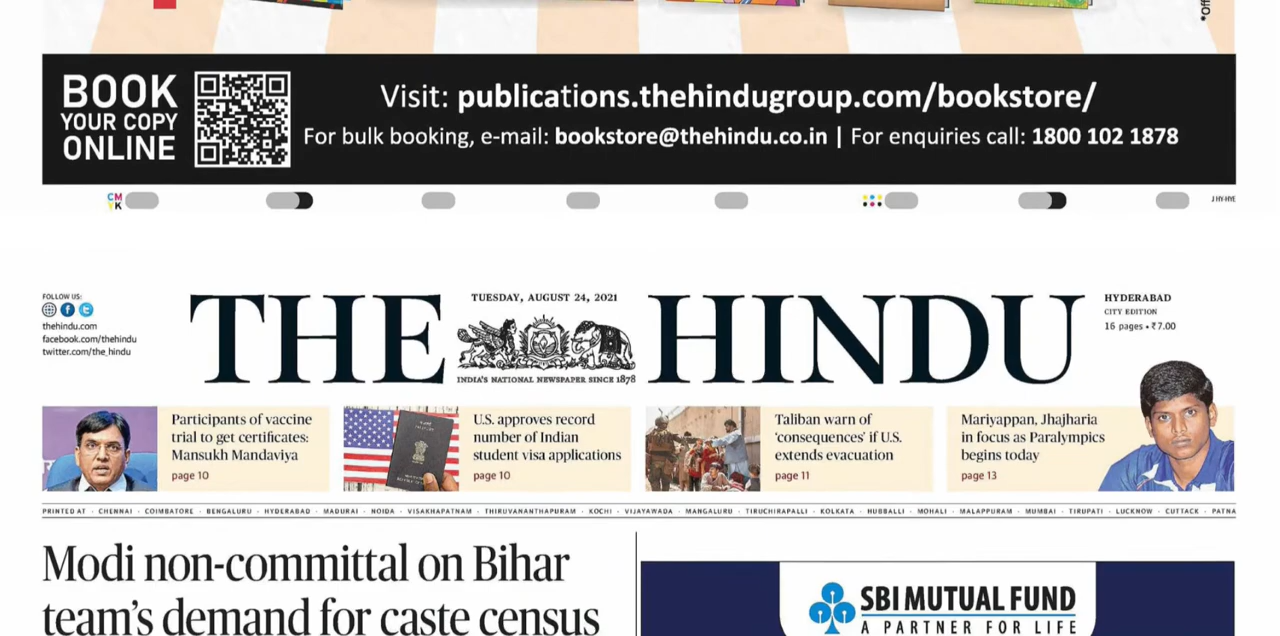 *Off
BOOK
YOUR COPY
ONLINE
Visit: publications.thehindugroup.com/bookstore/
For bulk booking, e-mail: bookstore@thehindu.co.in | For enquiries call: 1800 102 1878
CM
YK
J HY-HYE
FOLLOW US:
thehindu.com
facebook.com/thehindu
twitter.com/the_hindu
THE HINDU
TUESDAY, AUGUST 24, 2021
INDIA'S NATIONAL NEWSPAPER SINCE 1878
HYDERABAD
CITY EDITION
16 pages • ₹7.00
Participants of vaccine
trial to get certificates:
Mansukh Mandaviya
page 10
U.S. approves record
number of Indian
student visa applications
page 10
Taliban warn of
‘consequences’ if U.S.
extends evacuation
page 11
Mariyappan, Jhajharia
in focus as Paralympics
begins today
page 13
PRINTED AT · CHENNAI · COIMBATORE · BENGALURU · HYDERABAD · MADURAI · NOIDA · VISAKHAPATNAM · THIRUVANANTHAPURAM · KOCHI · VIJAYAWADA · MANGALURU · TIRUCHIRAPALLI · KOLKATA · HUBBALLI · MOHALI · MALAPPURAM · MUMBAI · TIRUPATI · LUCKNOW · CUTTACK · PATNA
Modi non-committal on Bihar
team’s demand for caste census
SBI MUTUAL FUND
A PARTNER FOR LIFE